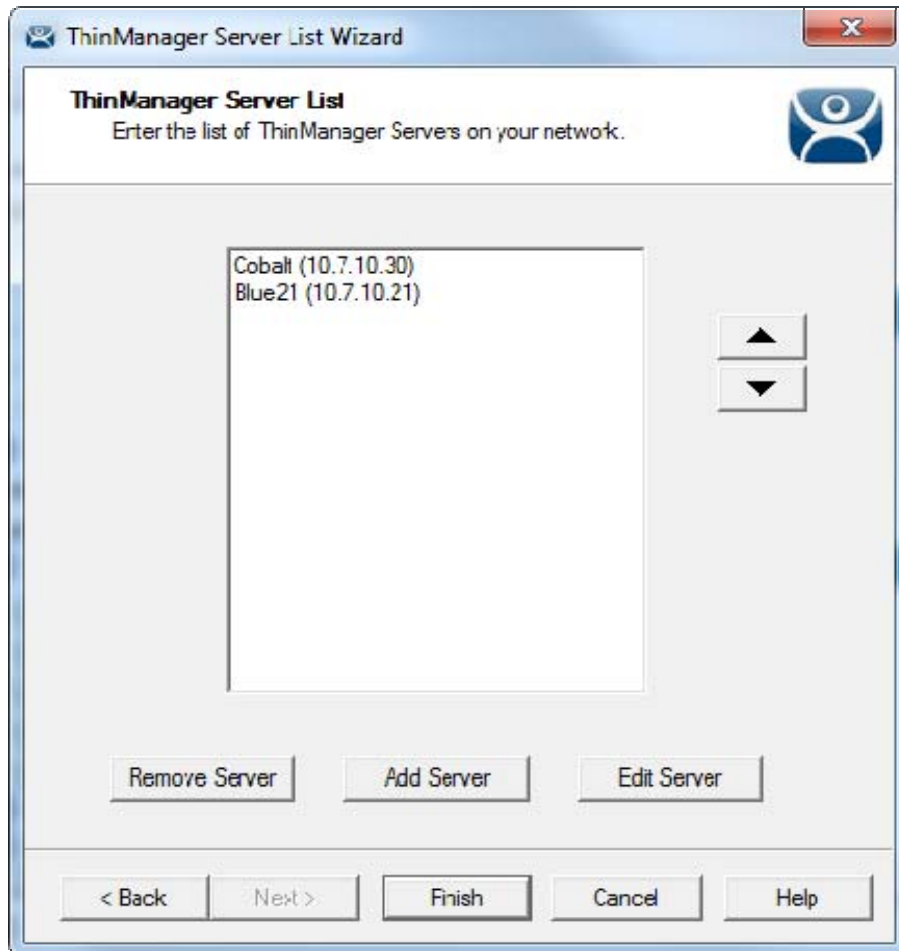 ThinManager Server List Wizard
ThinManager Server List
Enter the list of ThinManager Servers on your network.
Cobalt (10.7.10.30)
Blue21 (10.7.10.21)
Remove Server
Add Server
Edit Server
< Back
Next >
Finish
Cancel
Help